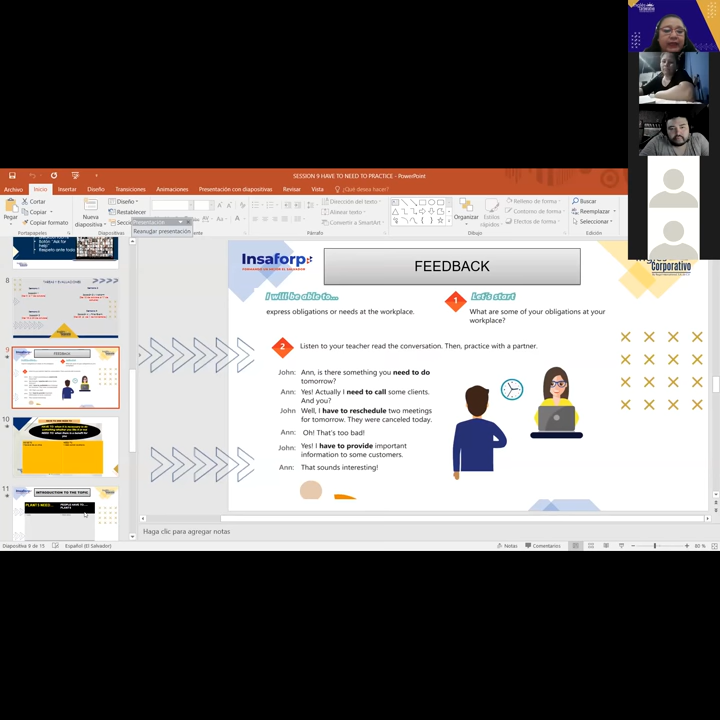 SESSION 9 HAVE TO NEED TO PRACTICE - PowerPoint
Archivo Inicio Insertar Diseño Transiciones Animaciones Presentación con diapositivas Revisar Vista ¿Qué desea hacer?
Pegar
Cortar
Copiar
Copiar formato
Portapapeles
Nueva diapositiva
Diseño
Restablecer
Diapositivas
Reanugar presentación
Párrafo
Dirección del texto
Alinear texto
Convertir a SmartArt
Organizar
Estilos rápidos
Relleno de forma
Contorno de forma
Efectos de forma
Dibujo
Buscar
Reemplazar
Seleccionar
Edición
8
9
10
11
INTRODUCTION TO THE TOPIC
PLANTS NEED...
Insaforp
FEEDBACK
Corporativo
I will be able to...
express obligations or needs at the workplace.
1 Let's start
What are some of your obligations at your
workplace?
2 Listen to your teacher read the conversation. Then, practice with a partner.
John: Ann, is there something you need to do
tomorrow?
Ann: Yes! Actually I need to call some clients.
And you?
John Well, I have to reschedule two meetings
for tomorrow. They were canceled today.
Ann: Oh! That's too bad!
John: Yes! I have to provide important
information to some customers.
Ann: That sounds interesting!
Haga clic para agregar notas
Diapositiva 8 de 15 Español (El Salvador)
Notas Comentarios 80 %